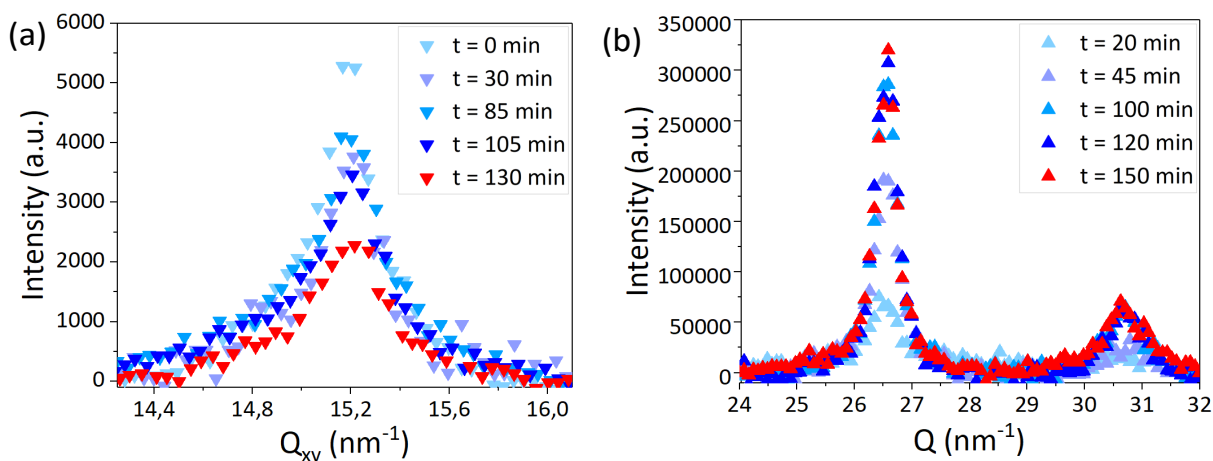 (a)
6000
5000
4000
3000
2000
1000
0
Intensity (a.u.)
t = 0 min
t = 30 min
t = 85 min
t = 105 min
t = 130 min
14,4
14,8
15,2
15,6
16,0
Qxy (nm-1)
(b)
350000
300000
250000
200000
150000
100000
50000
0
Intensity (a.u.)
t = 20 min
t = 45 min
t = 100 min
t = 120 min
t = 150 min
24
25
26
27
28
29
30
31
32
Q (nm-1)